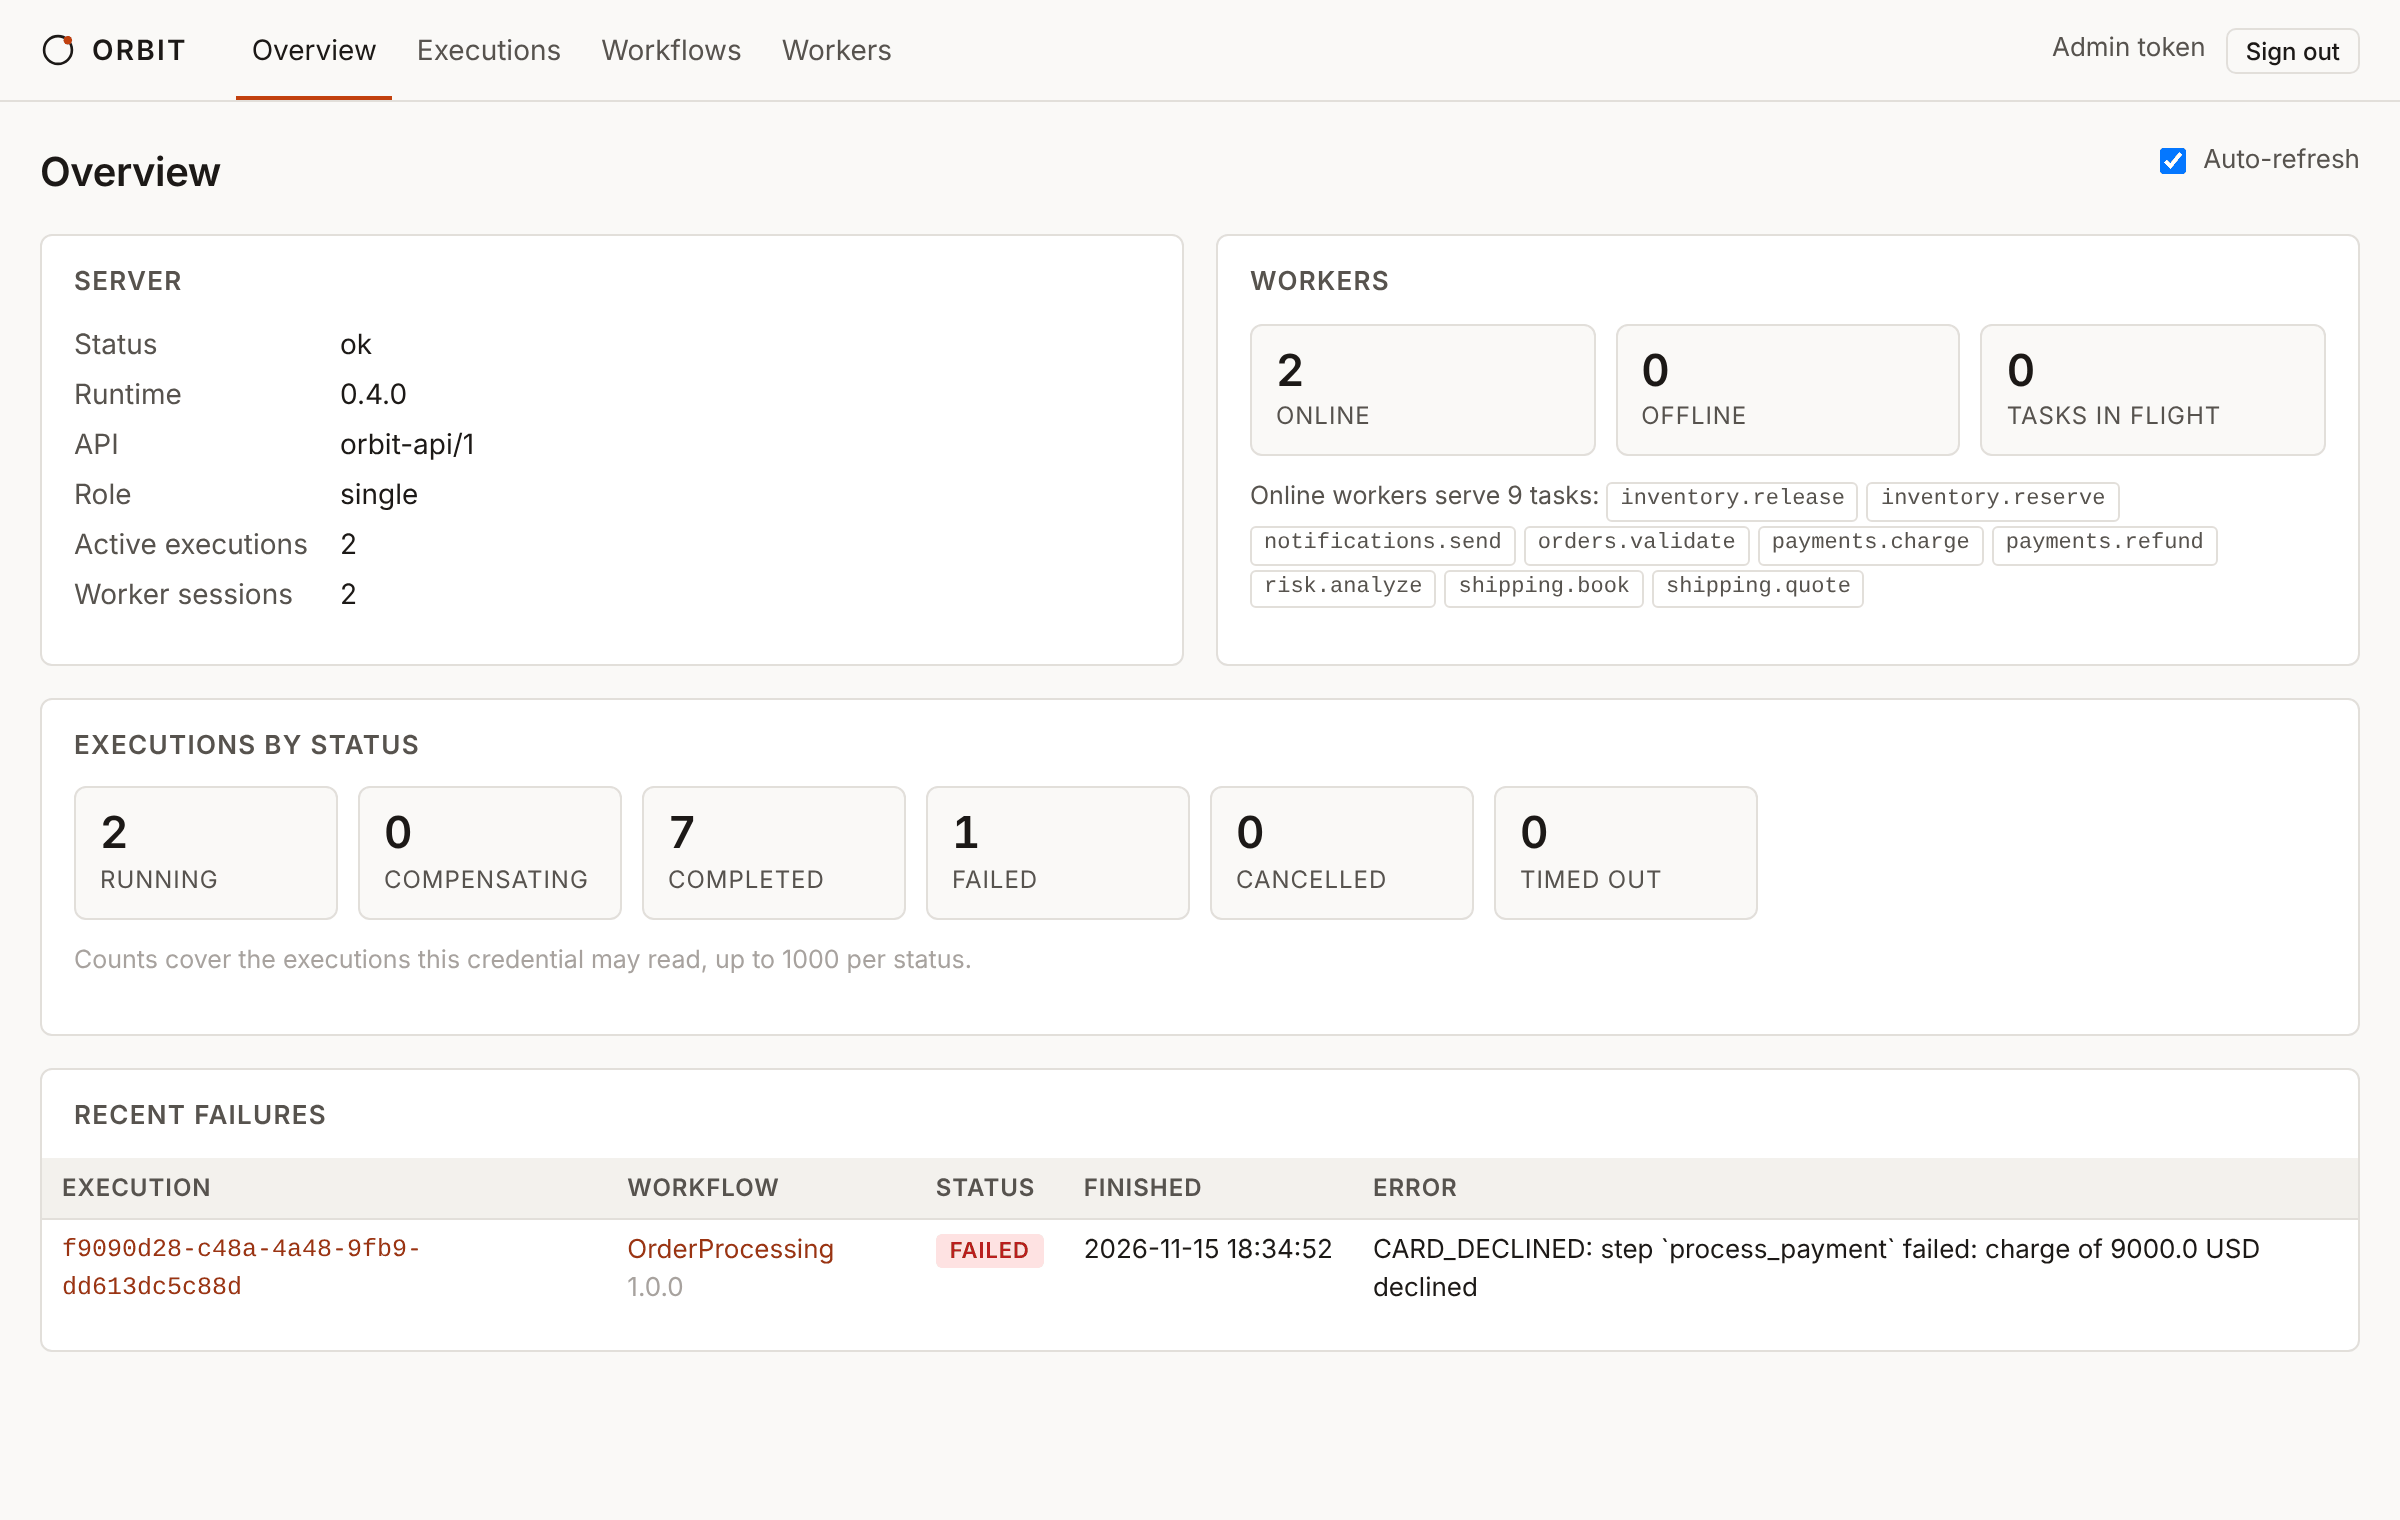 ORBIT Overview Executions Workflows Workers Admin token Sign out
Overview
Auto-refresh
SERVER
Status ok
Runtime 0.4.0
API orbit-api/1
Role single
Active executions 2
Worker sessions 2
WORKERS
2 0 0
ONLINE OFFLINE TASKS IN FLIGHT
Online workers serve 9 tasks: inventory.release inventory.reserve
notifications.send orders.validate payments.charge payments.refund
risk.analyze shipping.book shipping.quote
EXECUTIONS BY STATUS
2 0 7 1 0 0
RUNNING COMPENSATING COMPLETED FAILED CANCELLED TIMED OUT
Counts cover the executions this credential may read, up to 1000 per status.
RECENT FAILURES
EXECUTION WORKFLOW STATUS FINISHED ERROR
f9090d28-c48a-4a48-9fb9- OrderProcessing FAILED 2026-11-15 18:34:52 CARD_DECLINED: step `process_payment` failed: charge of 9000.0 USD
dd613dc5c88d 1.0.0 declined